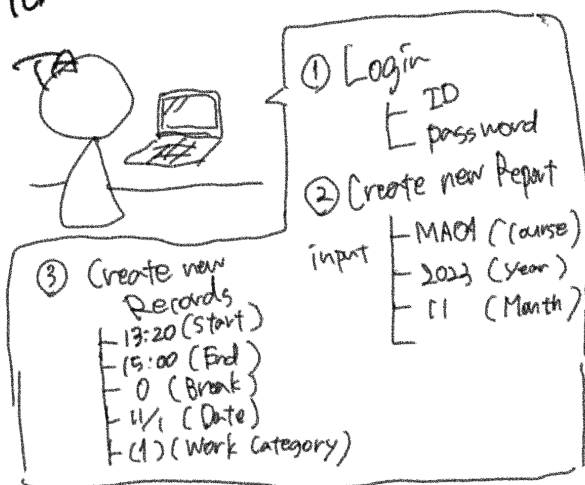 TA
① Login
ID
password
② Create new Report
input
MA04 (Course)
2023 (Year)
11 (Month)
③ Create new
Records
13:20 (Start)
15:00 (End)
0 (Break)
11/1 (Date)
(1) (Work Category)